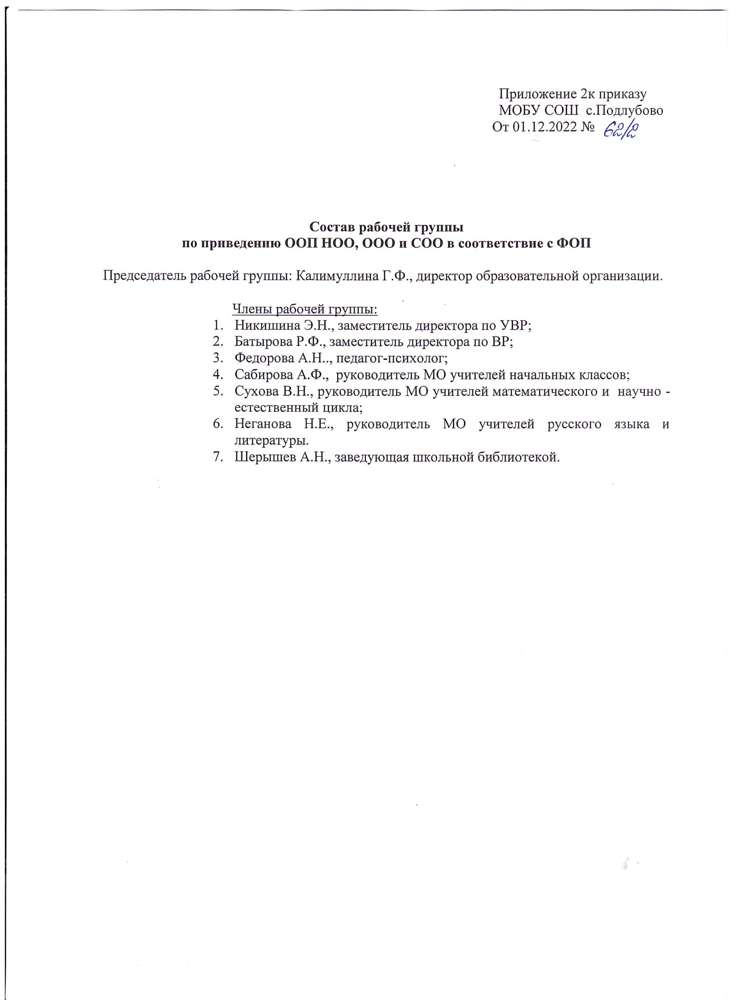 Приложение 2к приказу
МОБУ СОШ с.Подлубово
От 01.12.2022 № 62/2
Состав рабочей группы
по приведению ООП НОО, ООО и СОО в соответствие с ФОП
Председатель рабочей группы: Калимуллина Г.Ф., директор образовательной организации.
Члены рабочей группы:
1. Никишина Э.Н., заместитель директора по УВР;
2. Батырова Р.Ф., заместитель директора по ВР;
3. Федорова А.Н.., педагог-психолог;
4. Сабирова А.Ф., руководитель МО учителей начальных классов;
5. Сухова В.Н., руководитель МО учителей математического и научно -
естественный цикла;
6. Неганова Н.Е., руководитель МО учителей русского языка и
литературы.
7. Шерышев А.Н., заведующая школьной библиотекой.